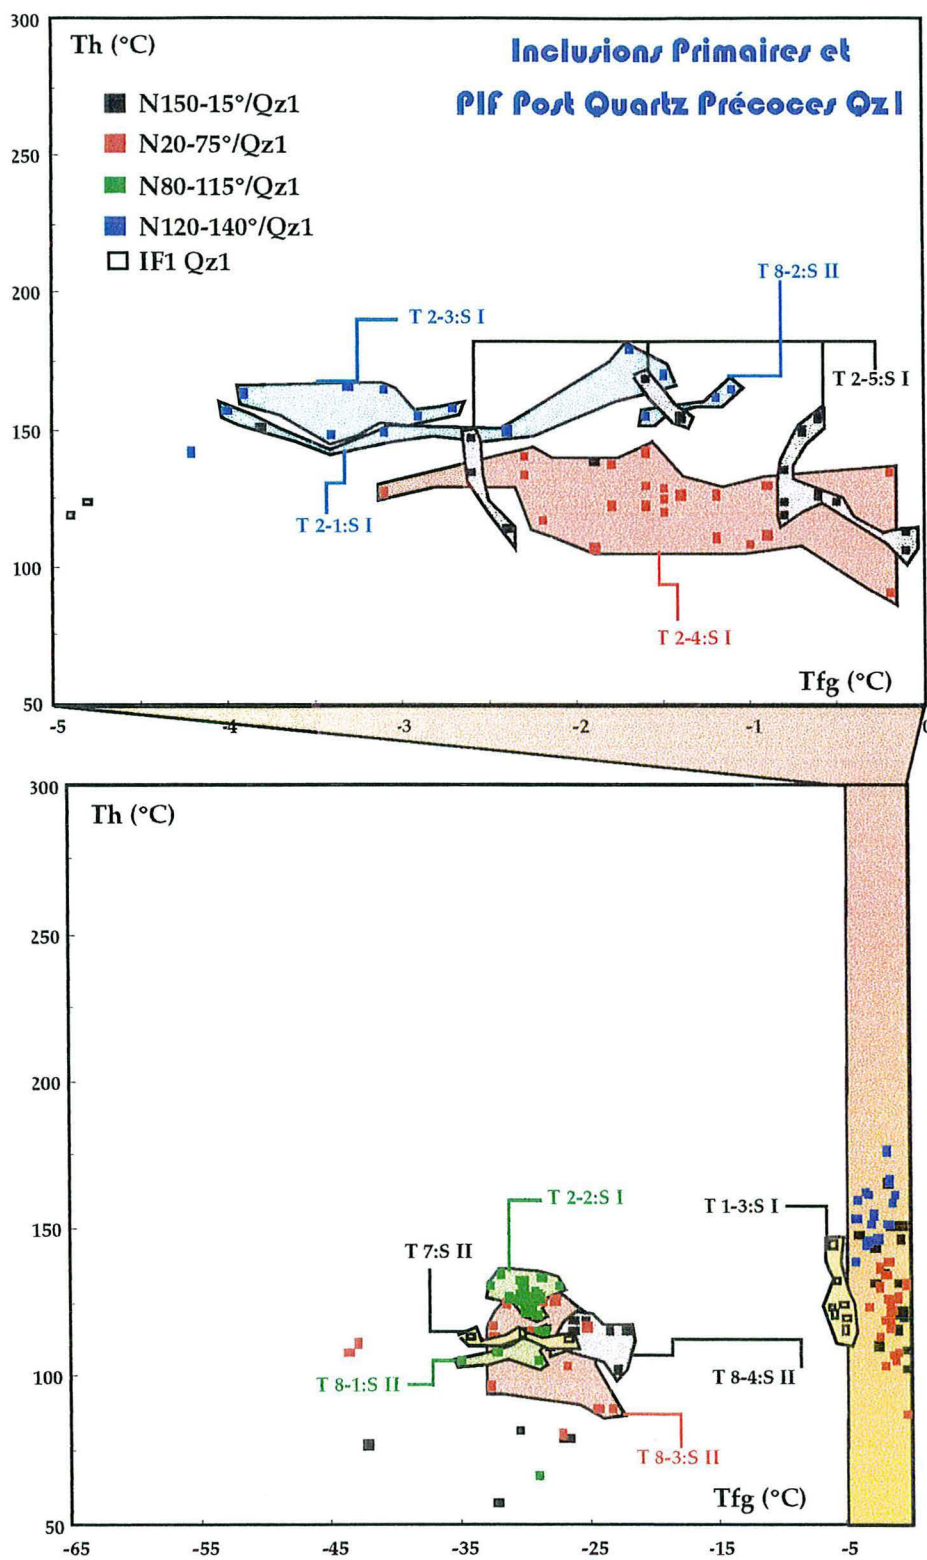 300
Th (°C)
Inclusions Primaires et
PIF Post Quartz Précoces Qz1
N150-15°/Qz1
N20-75°/Qz1
250
N80-115°/Qz1
N120-140°/Qz1
IF1 Qz1
T 8-2:S II
200
T 2-3:S I
T 2-5:S I
150
T 2-1:S I
100
T 2-4:S I
Tfg (°C)
50
-5 -4 -3 -2 -1 0
300
Th (°C)
250
200
T 2-2:S I
T 1-3:S I
150
T 7:S II
100
T 8-1:S II
T 8-4:S II
T 8-3:S II
Tfg (°C)
50
-65 -55 -45 -35 -25 -15 -5